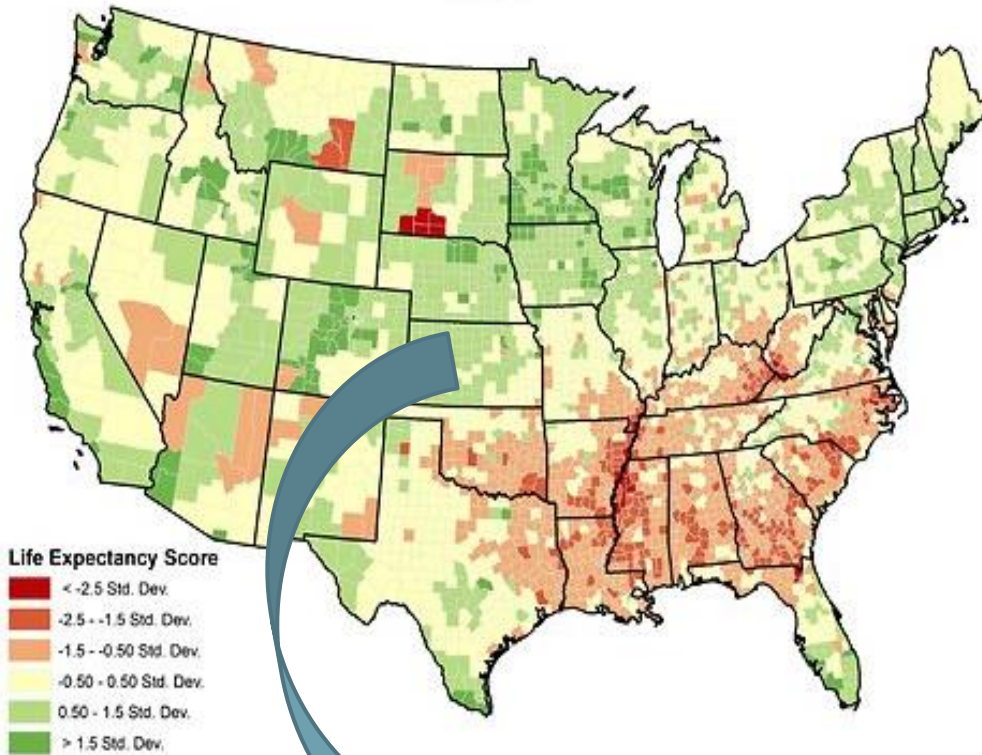 Life Expectancy Score
< -2.5 Std. Dev.
-2.5 - -1.5 Std. Dev.
-1.5 - -0.50 Std. Dev.
-0.50 - 0.50 Std. Dev.
0.50 - 1.5 Std. Dev.
> 1.5 Std. Dev.